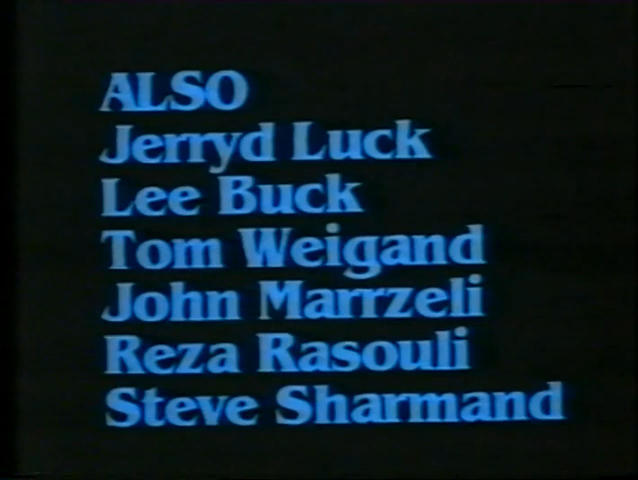 ALSO
Jerryd Luck
Lee Buck
Tom Weigand
John Marrzeli
Reza Rasouli
Steve Sharmand